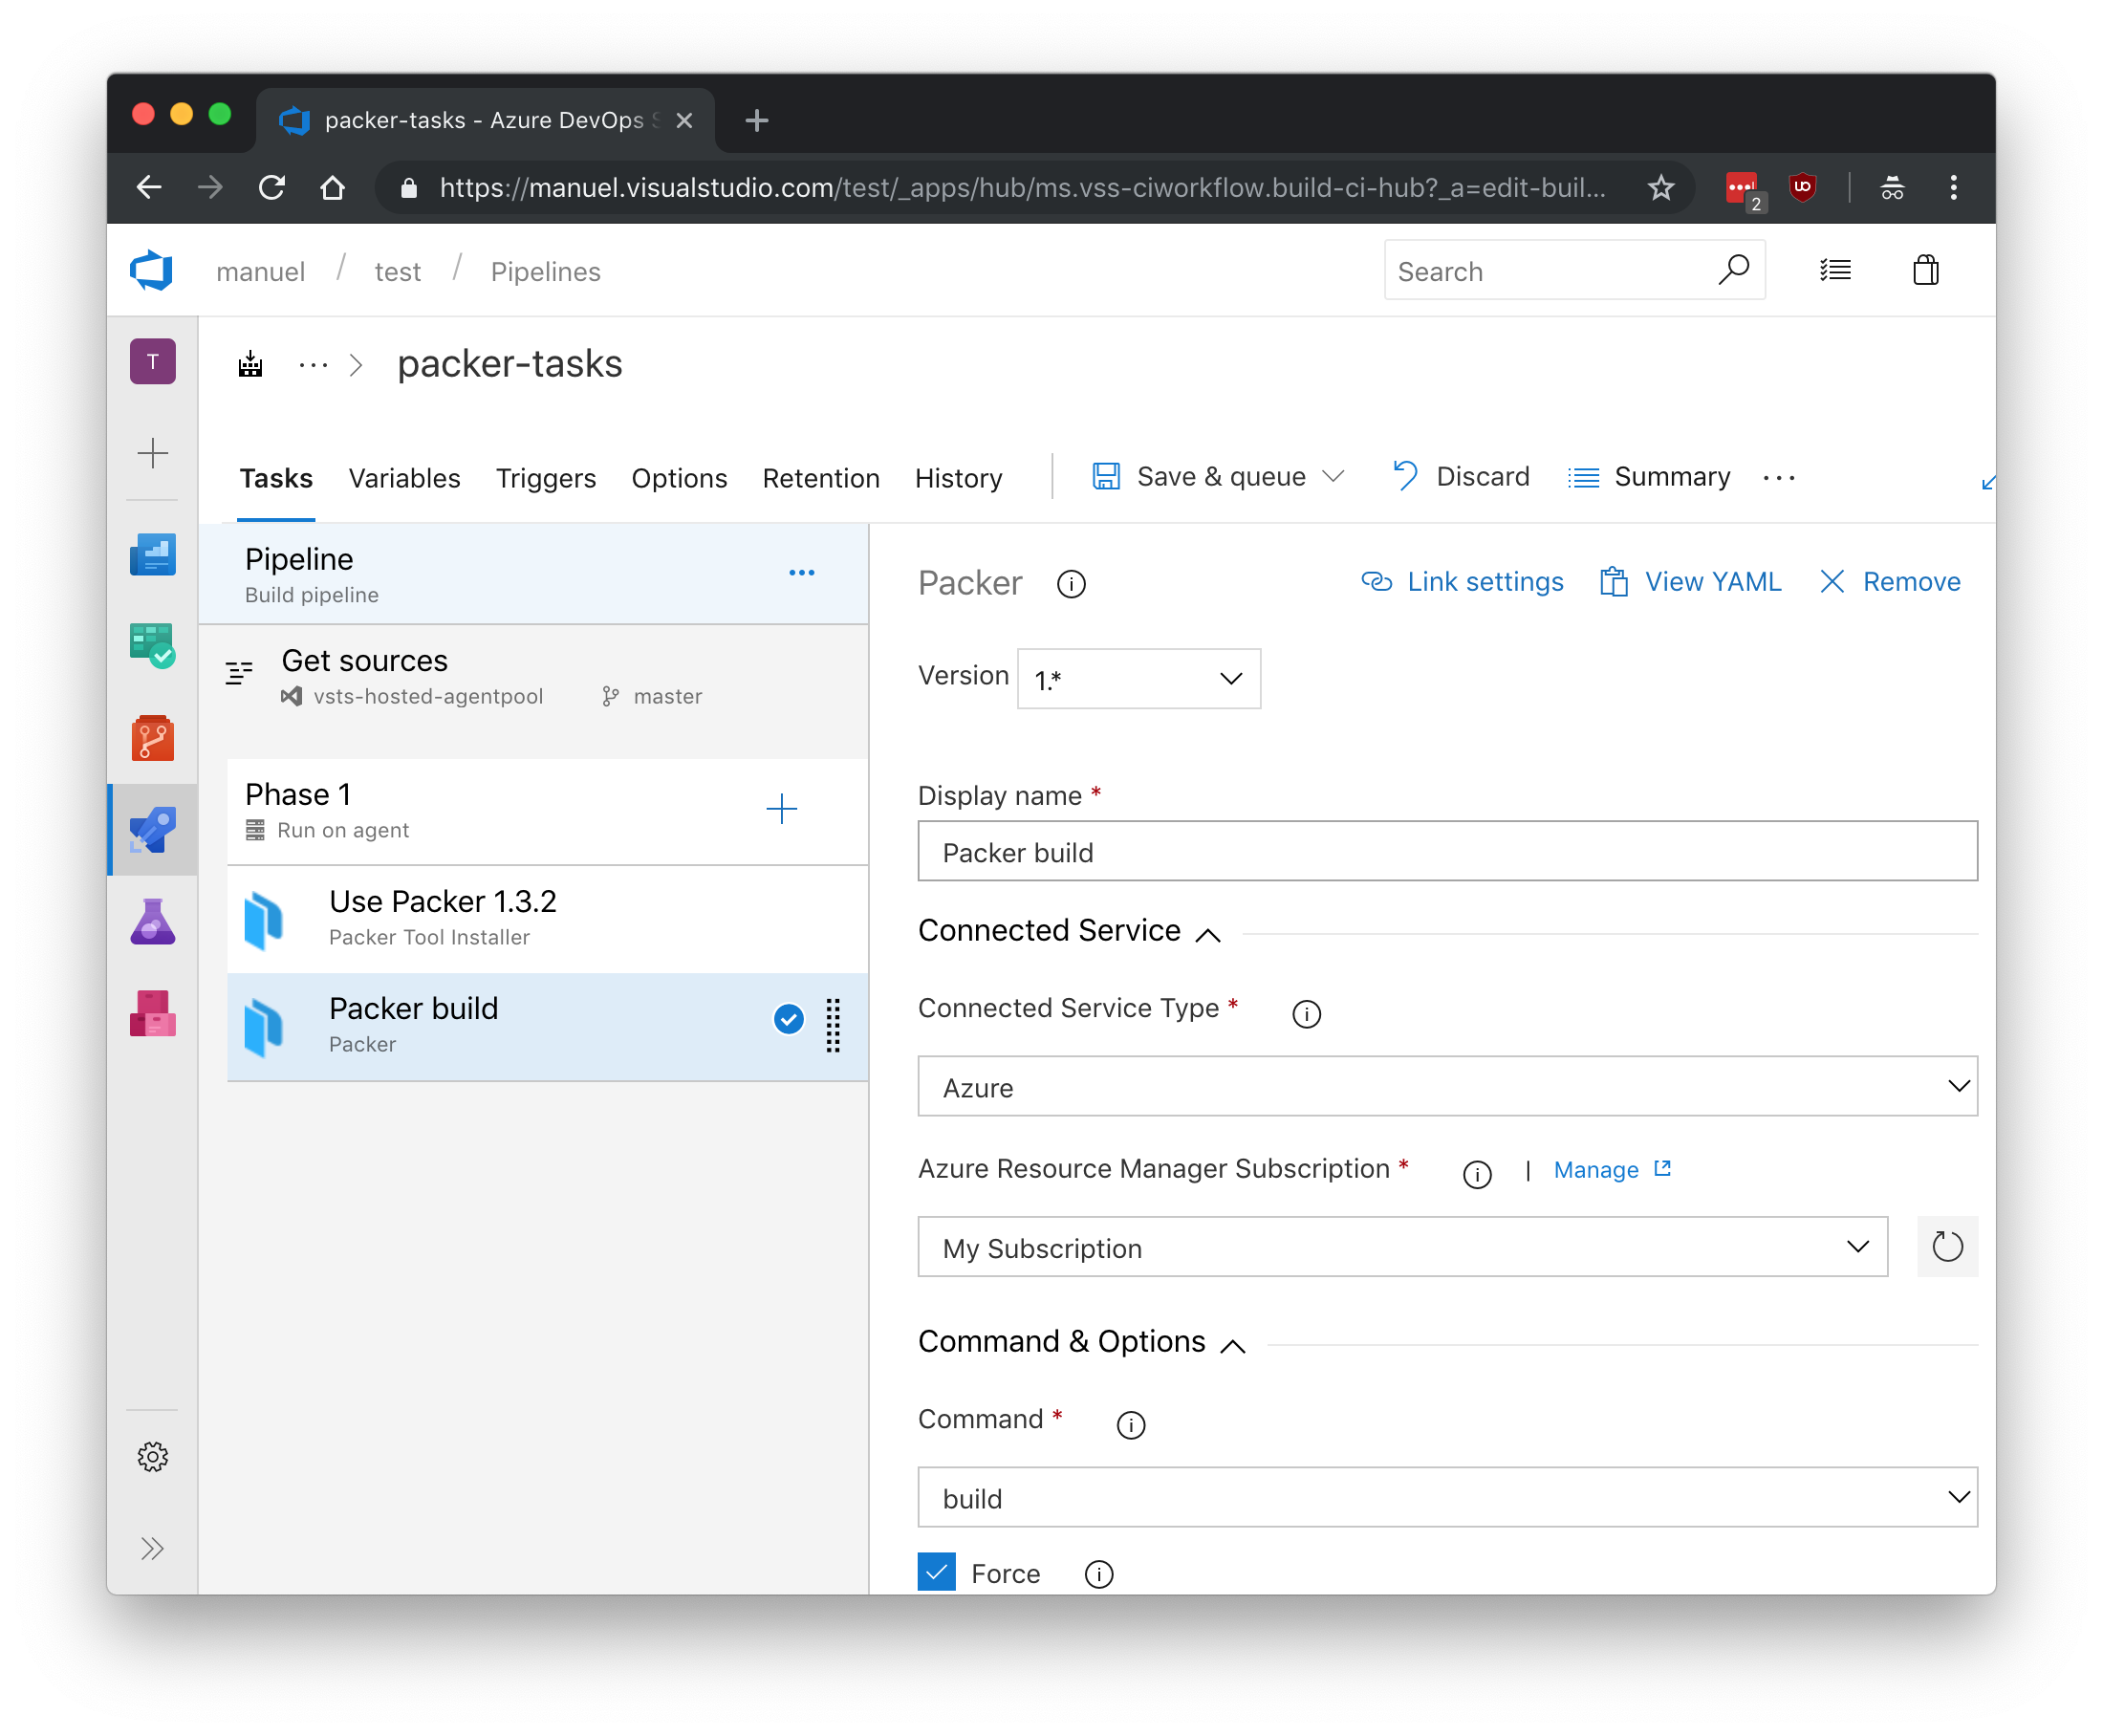 packer-tasks - Azure DevOps S
https://manuel.visualstudio.com/test/_apps/hub/ms.vss-ciworkflow.build-ci-hub?_a=edit-buil...
2
manuel / test / Pipelines
Search
T
... > packer-tasks
Tasks Variables Triggers Options Retention History Save & queue Discard Summary ...
Pipeline
Build pipeline
Get sources
vsts-hosted-agentpool master
Phase 1
Run on agent
Use Packer 1.3.2
Packer Tool Installer
Packer build
Packer
Packer Link settings View YAML Remove
Version 1.*
Display name *
Packer build
Connected Service
Connected Service Type *
Azure
Azure Resource Manager Subscription * | Manage
My Subscription
Command & Options
Command *
build
Force